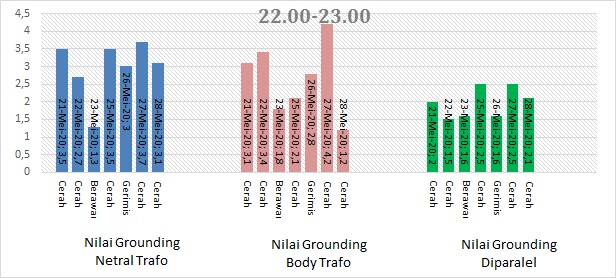 22.00-23.00
4,5
4
3,5
3
2,5
2
1,5
1
0,5
0
21-Mei-20; 3,5
22-Mei-20; 2,7
23-Mei-20; 1,3
25-Mei-20; 3,5
26-Mei-20; 3
27-Mei-20; 3,7
28-Mei-20; 3,1
21-Mei-20; 3,1
22-Mei-20; 3,4
23-Mei-20; 1,8
25-Mei-20; 2,1
26-Mei-20; 2,8
27-Mei-20; 4,2
28-Mei-20; 1,2
21-Mei-20; 2
22-Mei-20; 1,5
23-Mei-20; 1,6
25-Mei-20; 2,5
26-Mei-20; 1,6
27-Mei-20; 2,5
28-Mei-20; 2,1
Cerah
Cerah
Berawan
Cerah
Gerimis
Cerah
Cerah
Cerah
Cerah
Berawan
Cerah
Gerimis
Cerah
Cerah
Cerah
Cerah
Berawan
Cerah
Gerimis
Cerah
Cerah
Nilai Grounding
Netral Trafo
Nilai Grounding
Body Trafo
Nilai Grounding
Diparalel